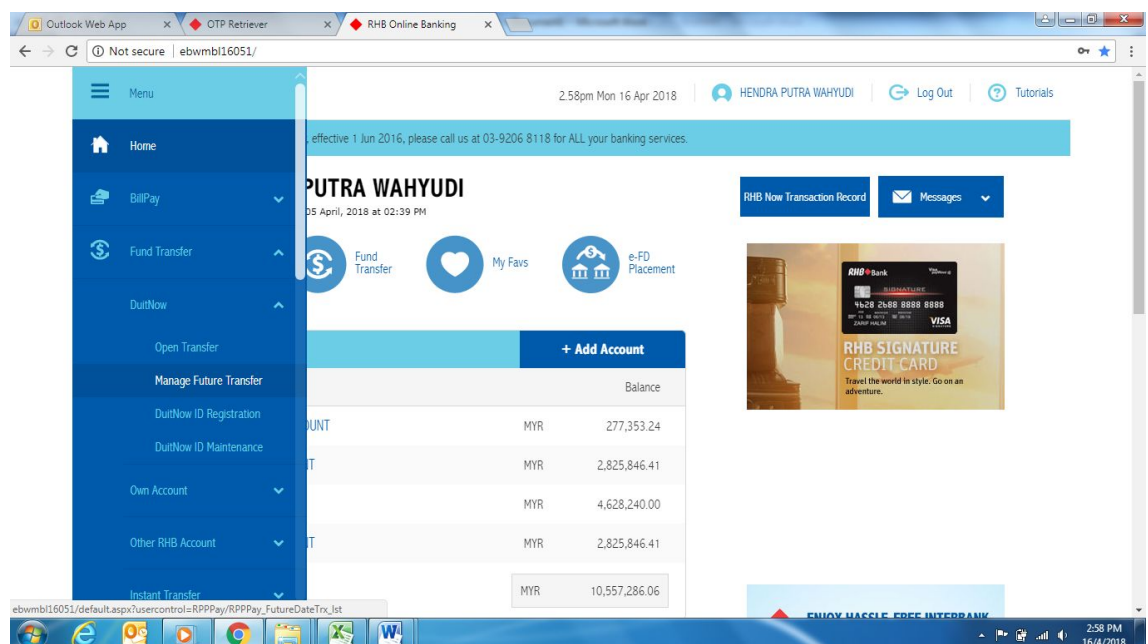 Outlook Web App
OTP Retriever
RHB Online Banking
Not secure | ebwmbl16051/
Menu
2.58pm Mon 16 Apr 2018
HENDRA PUTRA WAHYUDI
Log Out
Tutorials
Home
, effective 1 Jun 2016, please call us at 03-9206 8118 for ALL your banking services.
BillPay
PUTRA WAHYUDI
05 April, 2018 at 02:39 PM
RHB Now Transaction Record
Messages
Fund Transfer
Fund
Transfer
My Favs
e-FD
Placement
DuitNow
Open Transfer
+ Add Account
Manage Future Transfer
Balance
DuitNow ID Registration
OUNT MYR 277,353.24
DuitNow ID Maintenance
IT MYR 2,825,846.41
Own Account
MYR 4,628,240.00
Other RHB Account
IT MYR 2,825,846.41
Instant Transfer
MYR 10,557,286.06
RHB Bank
SIGNATURE
4628 2688 8888 8888
ZARIF HALIM
VISA
RHB SIGNATURE
CREDIT CARD
Travel the world in style. Go on an
adventure.
ENJOY HASSLE-FREE INTERBANK
ebwmbl16051/default.aspx?usercontrol=RPPPay/RPPPay_FutureDateTrx_lst
2:58 PM
16/4/2018